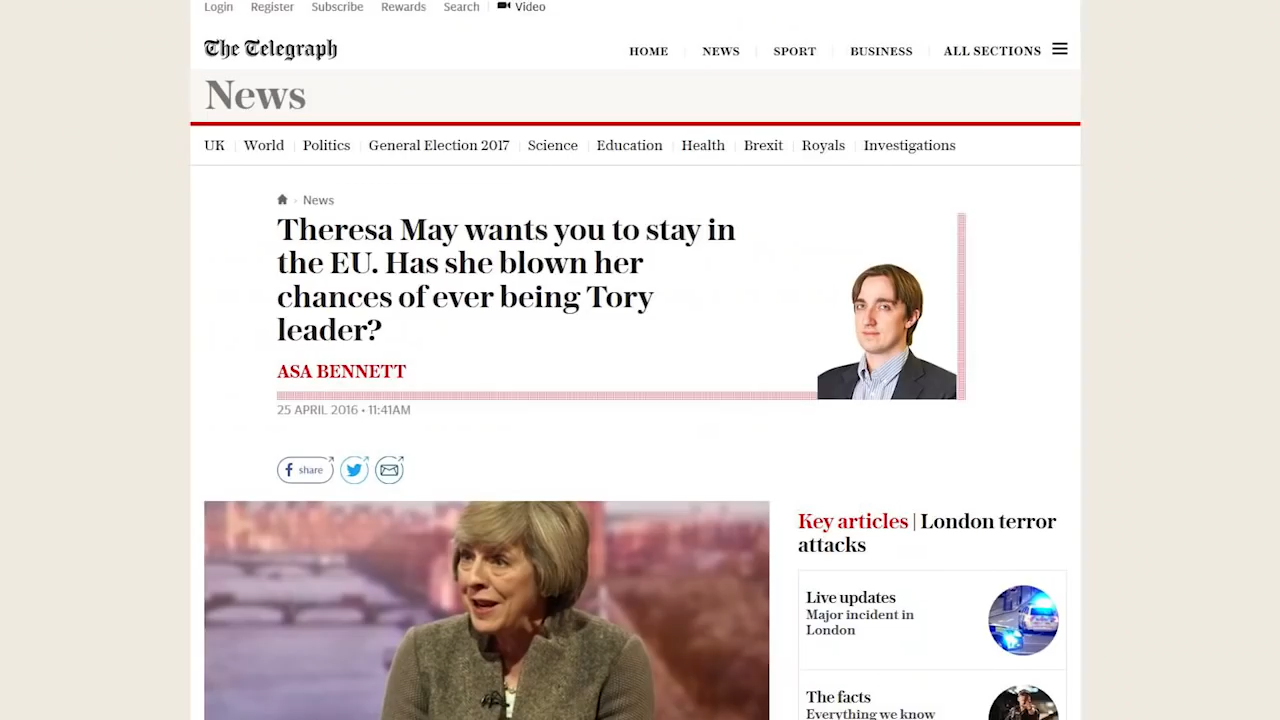 Login Register Subscribe Rewards Search Video
The Telegraph
HOME NEWS SPORT BUSINESS ALL SECTIONS
News
UK World Politics General Election 2017 Science Education Health Brexit Royals Investigations
News
Theresa May wants you to stay in
the EU. Has she blown her
chances of ever being Tory
leader?
ASA BENNETT
25 APRIL 2016 • 11:41AM
share
Key articles | London terror
attacks
Live updates
Major incident in
London
The facts
Everything we know